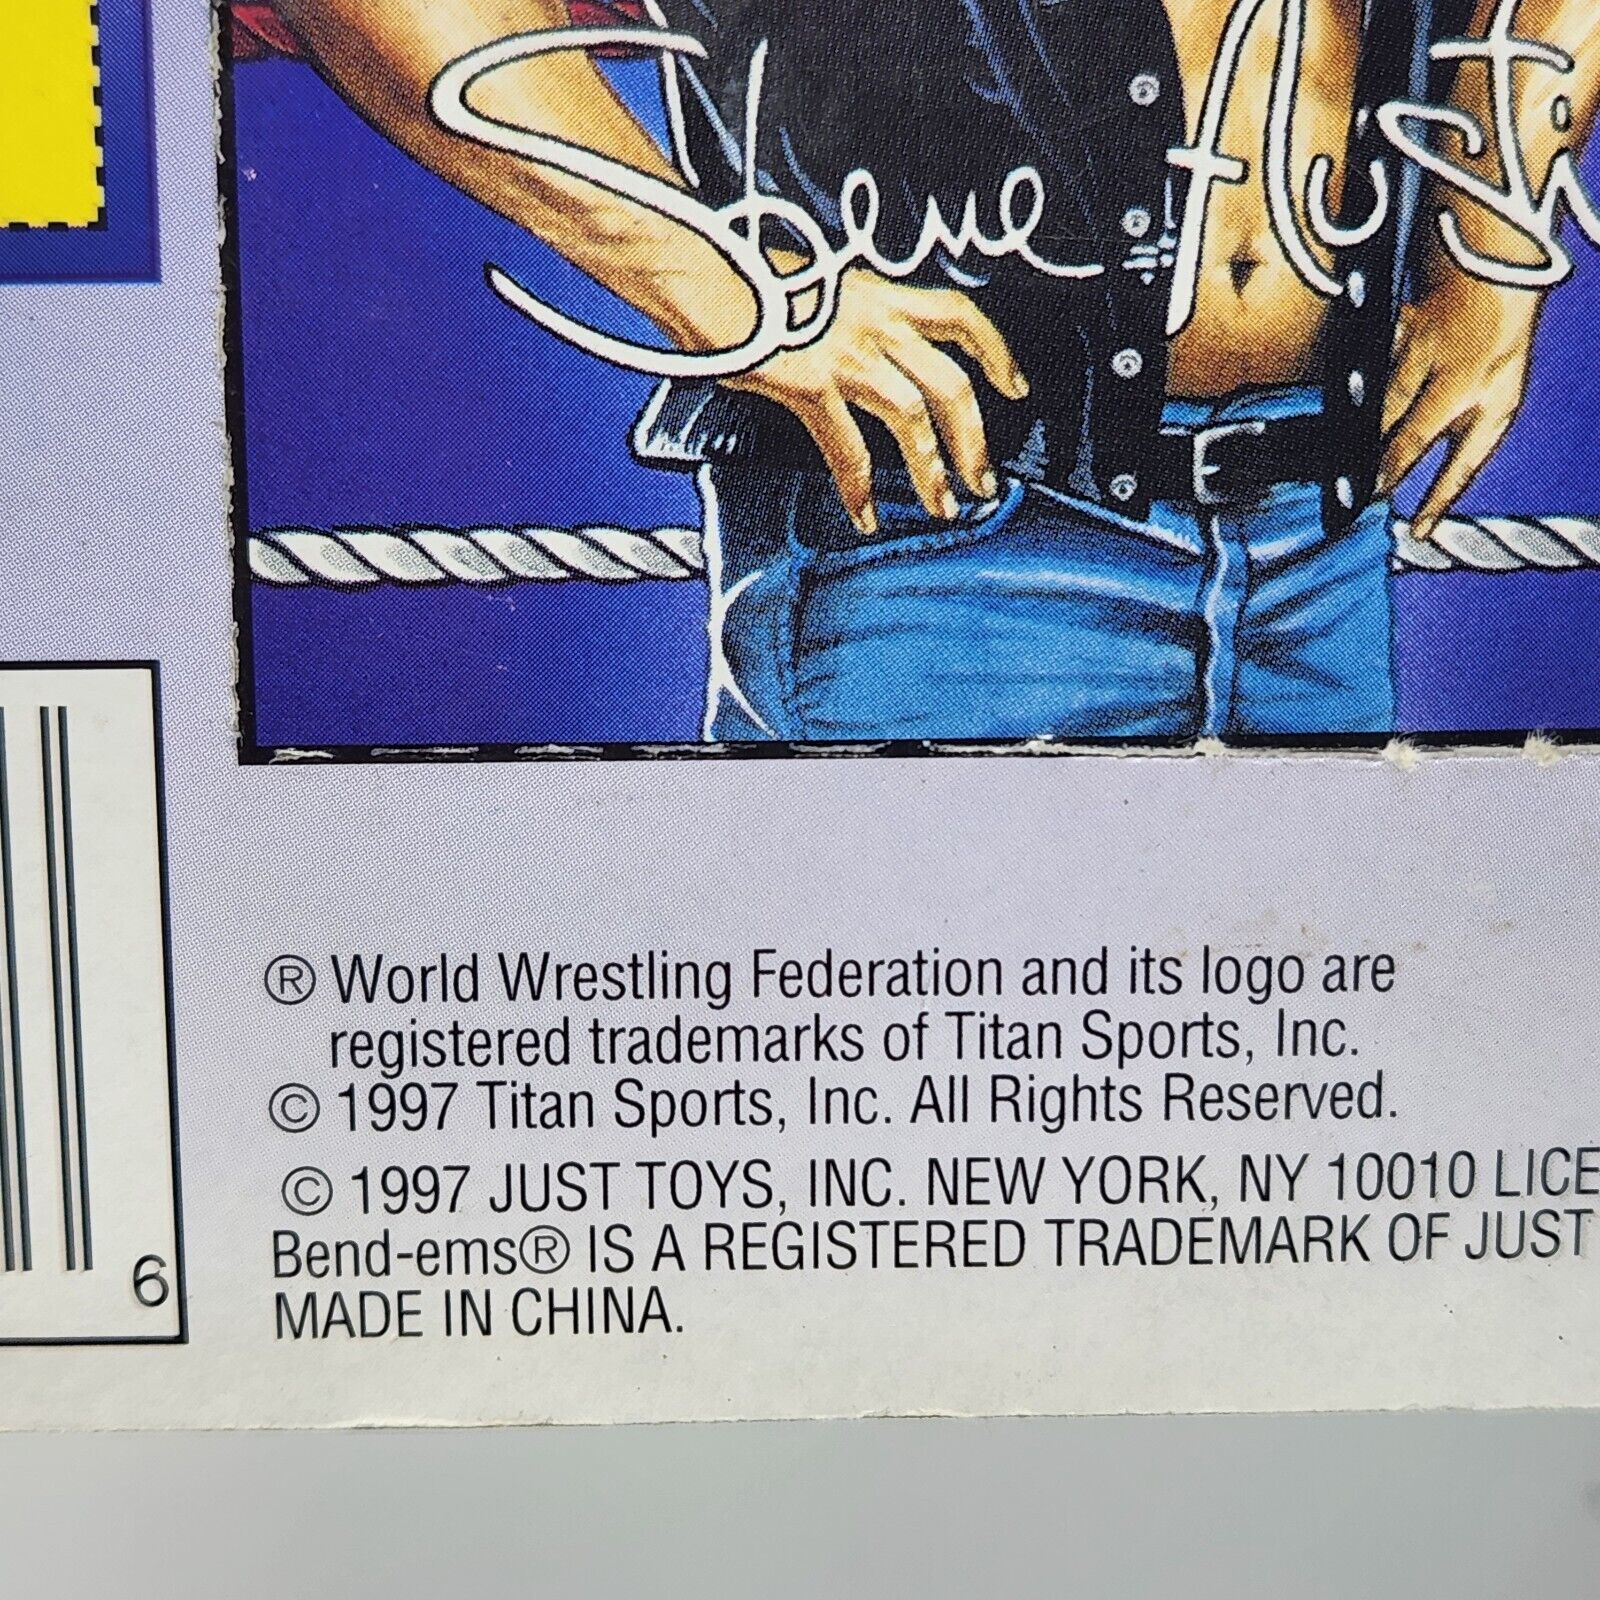 Steve Austi
® World Wrestling Federation and its logo are
registered trademarks of Titan Sports, Inc.
© 1997 Titan Sports, Inc. All Rights Reserved.
© 1997 JUST TOYS, INC. NEW YORK, NY 10010 LICE
Bend-ems® IS A REGISTERED TRADEMARK OF JUST
MADE IN CHINA.
6